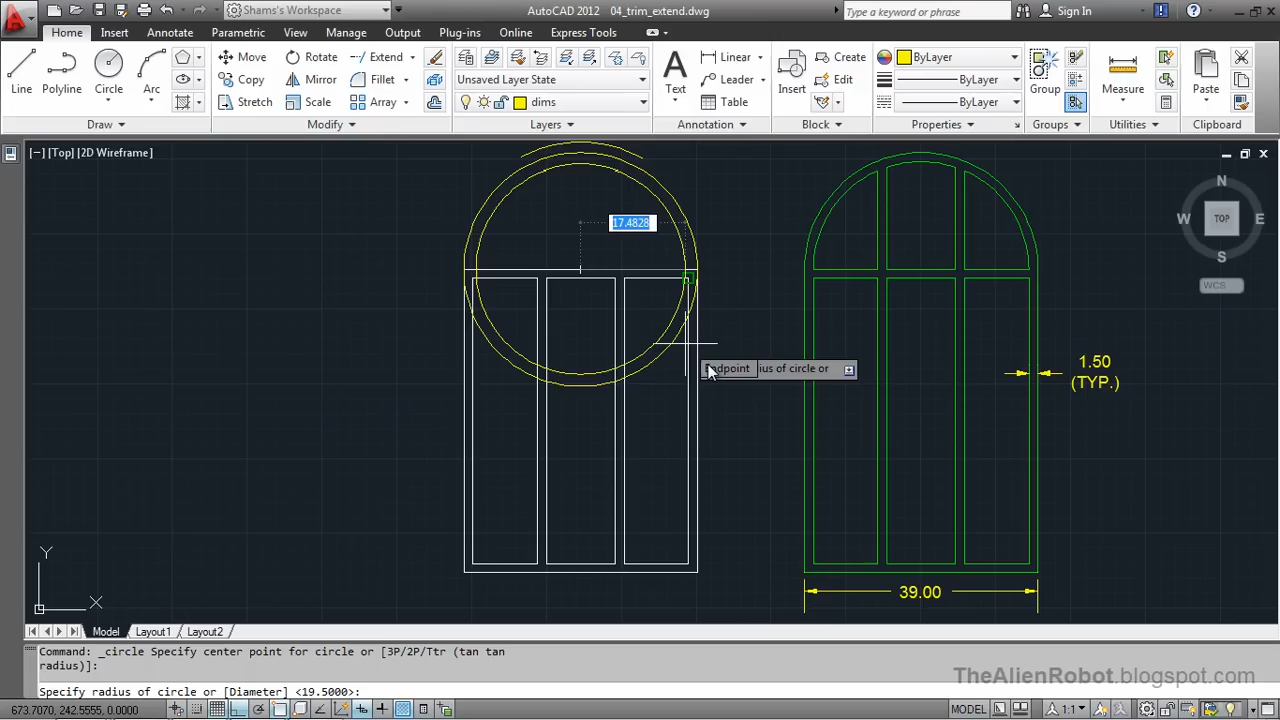 Shams's Workspace
AutoCAD 2012 04_trim_extend.dwg
Type a keyword or phrase
Sign In
Home Insert Annotate Parametric View Manage Output Plug-ins Online Express Tools
Move Rotate Extend
Copy Mirror Fillet
Stretch Scale Array
Line Polyline Circle Arc
Unsaved Layer State
dims
Text
Linear
Leader
Table
Insert
Create
Edit
ByLayer
ByLayer
ByLayer
Group
Measure
Paste
Draw Modify Layers Annotation Block Properties Groups Utilities Clipboard
[−] [Top] [2D Wireframe]
N
W TOP E
S
WCS
17.4828
Endpoint ius of circle or
1.50
(TYP.)
39.00
Y
X
Model Layout1 Layout2
Command: _circle Specify center point for circle or [3P/2P/Ttr (tan tan
radius)]:
Specify radius of circle or [Diameter] <19.5000>:
TheAlienRobot.blogspot.com
673.7070, 242.5555, 0.0000
MODEL
1:1